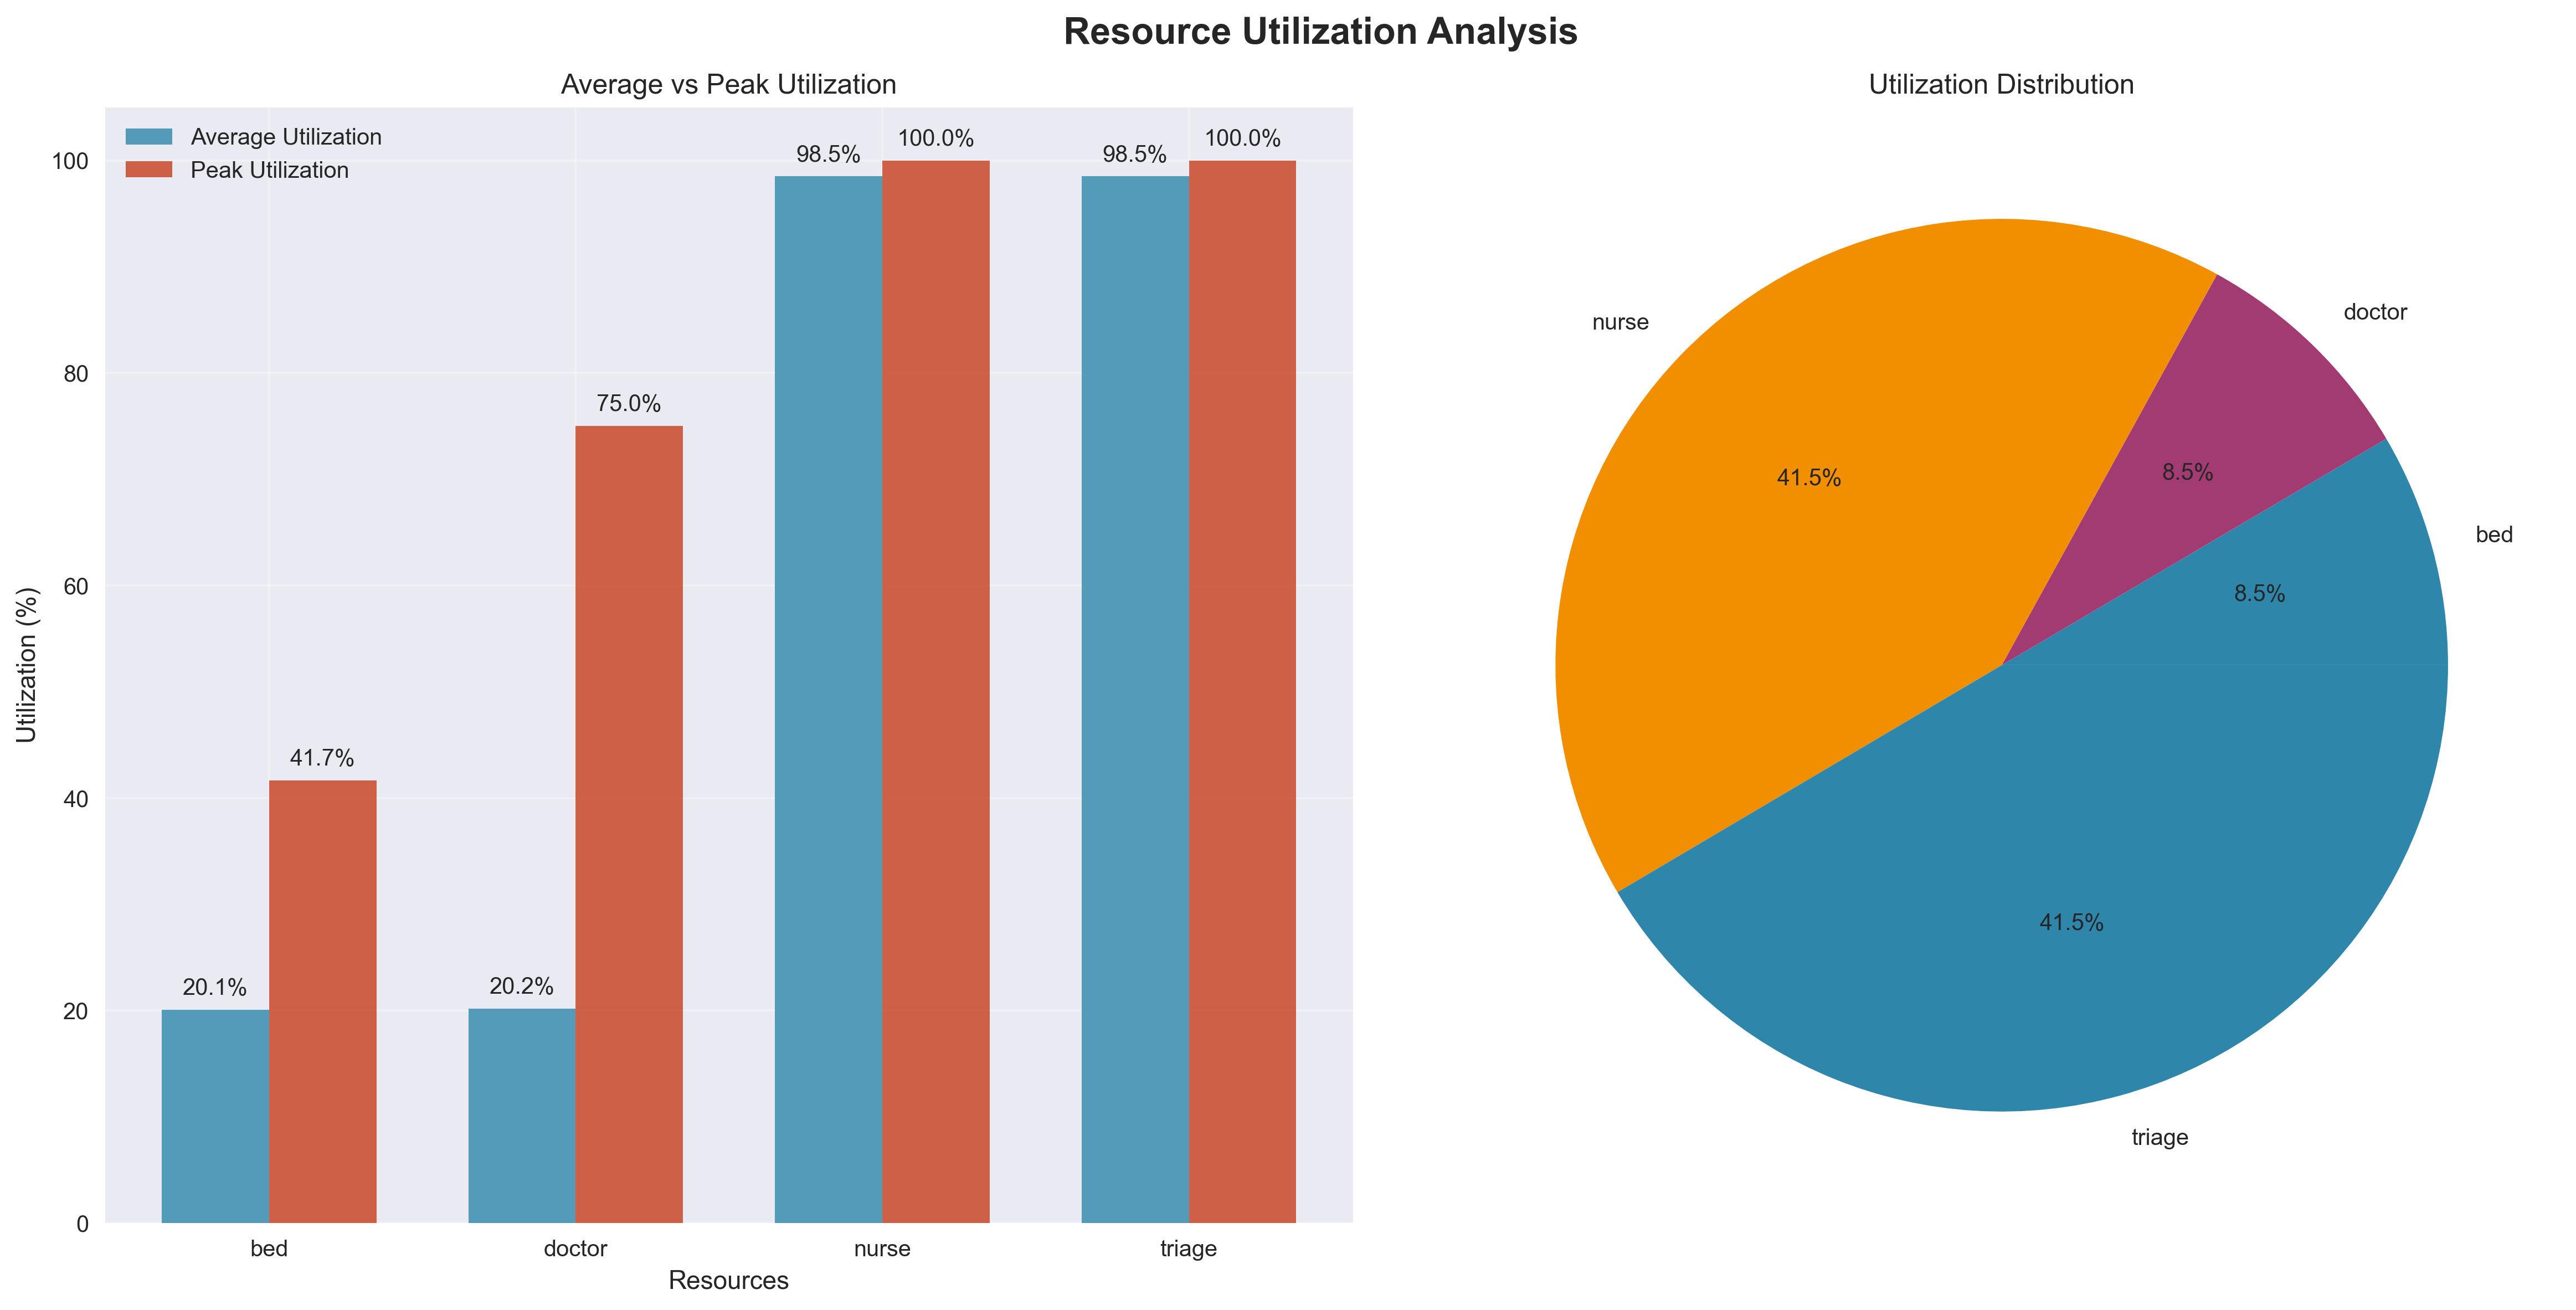 Resource Utilization Analysis
Average vs Peak Utilization
Average Utilization
Peak Utilization
Utilization (%)
100
80
60
40
20
0
20.1%
41.7%
20.2%
75.0%
98.5%
100.0%
98.5%
100.0%
bed
doctor
nurse
triage
Resources
Utilization Distribution
nurse
doctor
bed
triage
41.5%
8.5%
8.5%
41.5%